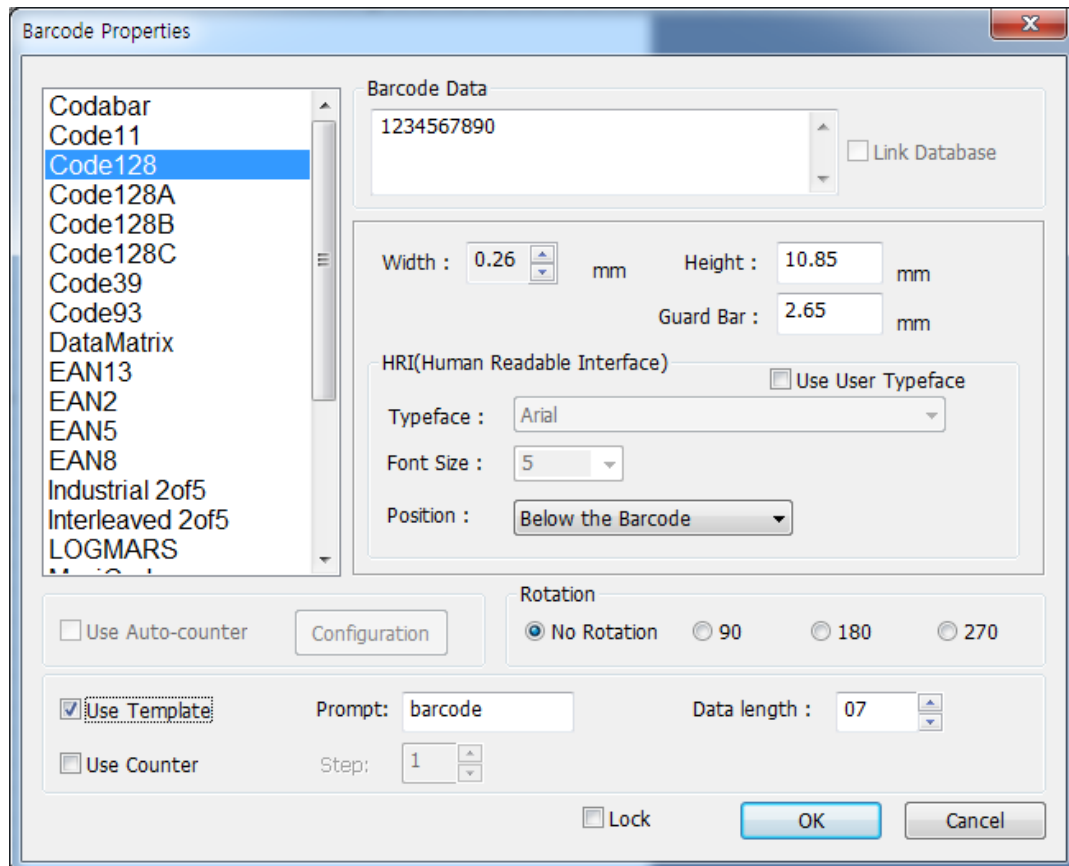 Barcode Properties
Codabar
Code11
Code128
Code128A
Code128B
Code128C
Code39
Code93
DataMatrix
EAN13
EAN2
EAN5
EAN8
Industrial 2of5
Interleaved 2of5
LOGMARS
Barcode Data
1234567890
Link Database
Width : 0.26 mm Height : 10.85 mm
Guard Bar : 2.65 mm
HRI(Human Readable Interface)
Use User Typeface
Typeface : Arial
Font Size : 5
Position : Below the Barcode
Use Auto-counter Configuration
Rotation
No Rotation 90 180 270
Use Template Prompt: barcode Data length : 07
Use Counter Step: 1
Lock OK Cancel